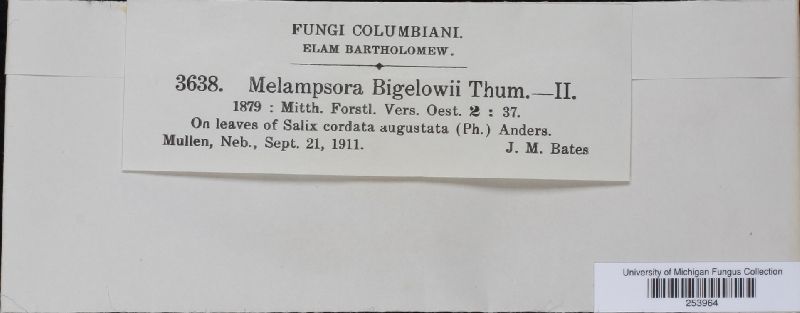 FUNGI COLUMBIANI.
ELAM BARTHOLOMEW.
3638. Melampsora Bigelowii Thum.—II.
1879 : Mitth. Forstl. Vers. Oest. 2 : 37.
On leaves of Salix cordata augustata (Ph.) Anders.
Mullen, Neb., Sept. 21, 1911. J. M. Bates
University of Michigan Fungus Collection
253964